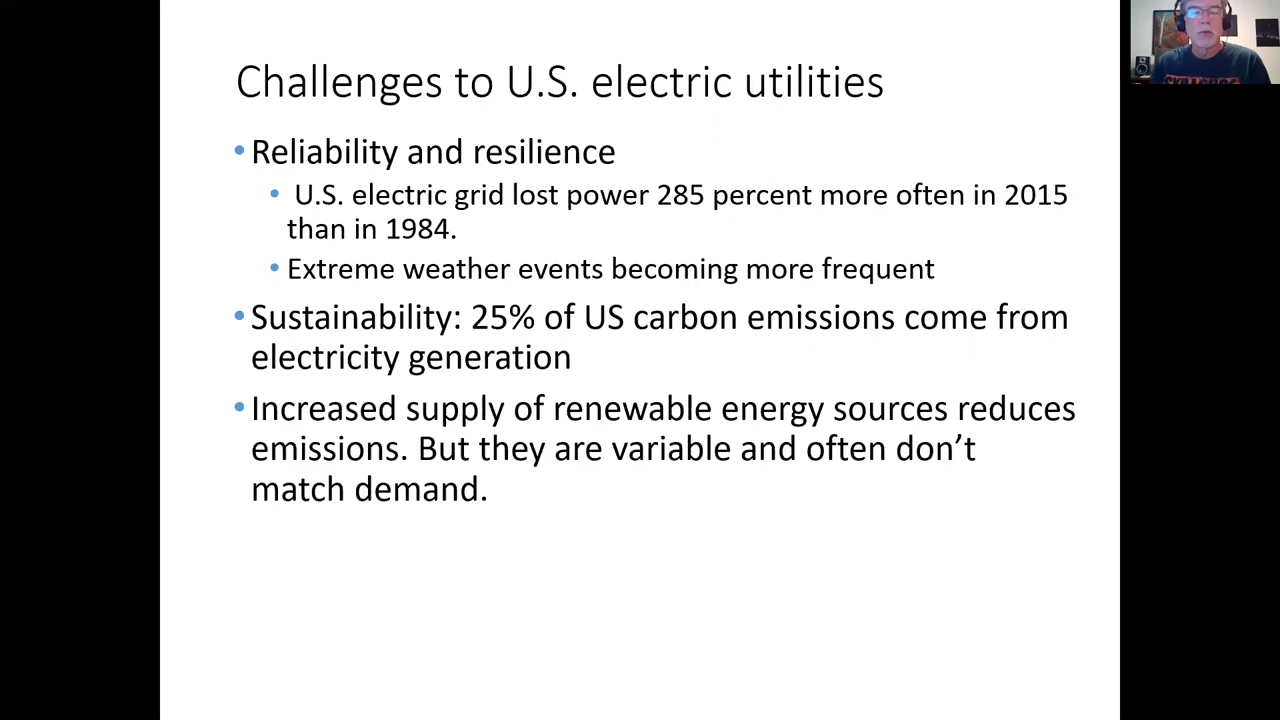 Challenges to U.S. electric utilities
• Reliability and resilience
• U.S. electric grid lost power 285 percent more often in 2015
than in 1984.
• Extreme weather events becoming more frequent
• Sustainability: 25% of US carbon emissions come from
electricity generation
• Increased supply of renewable energy sources reduces
emissions. But they are variable and often don’t
match demand.